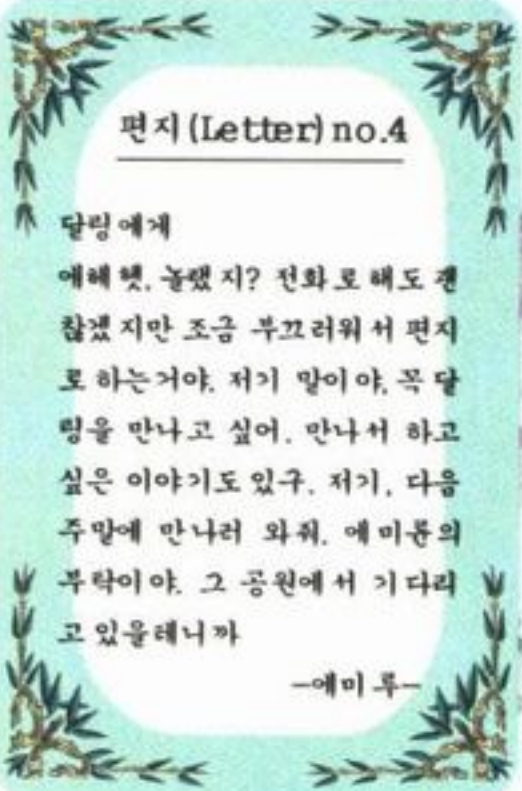 편지(Letter) no.4
달링에게
에헤헷, 놀랬지? 전화로 해도 괜
찮겠지만 조금 부끄러워서 편지
로 하는거야. 저기 말이야, 꼭 달
링을 만나고 싶어. 만나서 하고
싶은 이야기도있구. 저기, 다음
주말에 만나러 와줘. 에미룬의
부탁이야. 그 공원에서 기다리
고 있을테니까
-에미루-